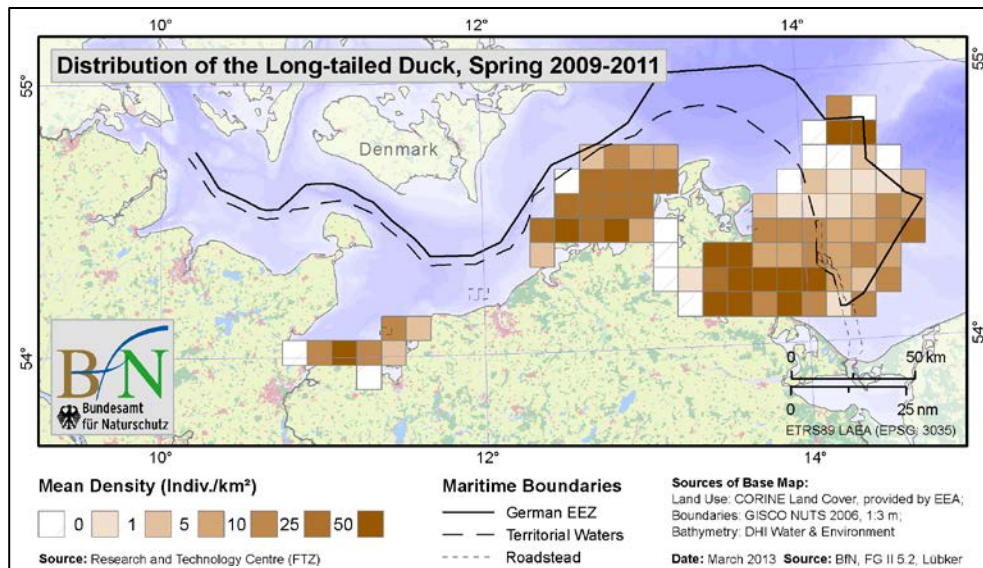 10° 12° 14°
Distribution of the Long-tailed Duck, Spring 2009-2011
55° 55°
Denmark
54° 54°
BfN
Bundesamt
für Naturschutz
0 50 km
0 25 nm
ETRS89 LAEA (EPSG: 3035)
10° 12° 14°
Mean Density (Indiv./km²)
0 1 5 10 25 50
Source: Research and Technology Centre (FTZ)
Maritime Boundaries
German EEZ
Territorial Waters
Roadstead
Sources of Base Map:
Land Use: CORINE Land Cover, provided by EEA;
Boundaries: GISCO NUTS 2006, 1:3 m;
Bathymetry: DHI Water & Environment
Date: March 2013 Source: BfN, FG II 5.2, Lübker